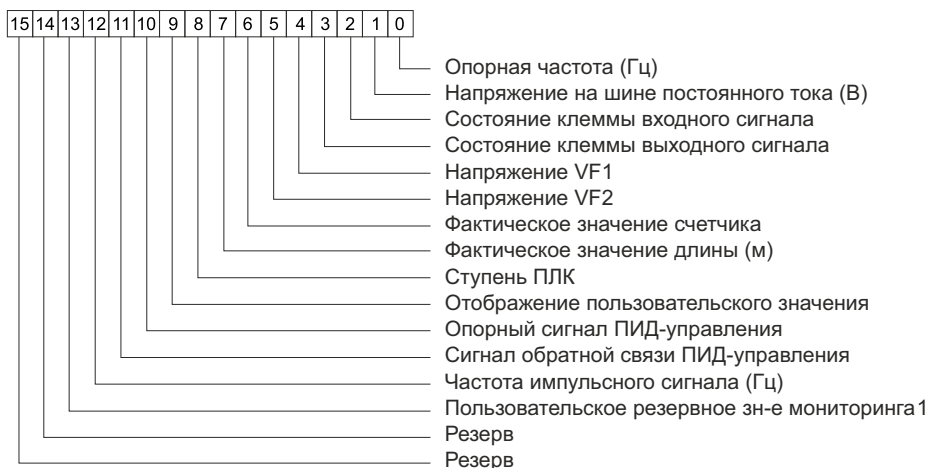 15 14 13 12 11 10 9 8 7 6 5 4 3 2 1 0
Опорная частота (Гц)
Напряжение на шине постоянного тока (В)
Состояние клеммы входного сигнала
Состояние клеммы выходного сигнала
Напряжение VF1
Напряжение VF2
Фактическое значение счетчика
Фактическое значение длины (м)
Ступень ПЛК
Отображение пользовательского значения
Опорный сигнал ПИД-управления
Сигнал обратной связи ПИД-управления
Частота импульсного сигнала (Гц)
Пользовательское резервное зн-е мониторинга1
Резерв
Резерв